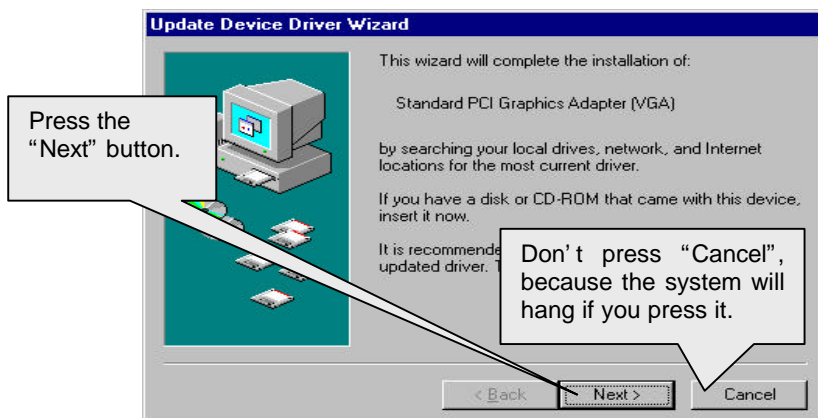 Update Device Driver Wizard
This wizard will complete the installation of:
Standard PCI Graphics Adapter (VGA)
by searching your local drives, network, and Internet
locations for the most current driver.
If you have a disk or CD-ROM that came with this device,
insert it now.
It is recommende
updated driver.
Press the
“Next” button.
Don’ t press “Cancel”,
because the system will
hang if you press it.
< Back
Next >
Cancel